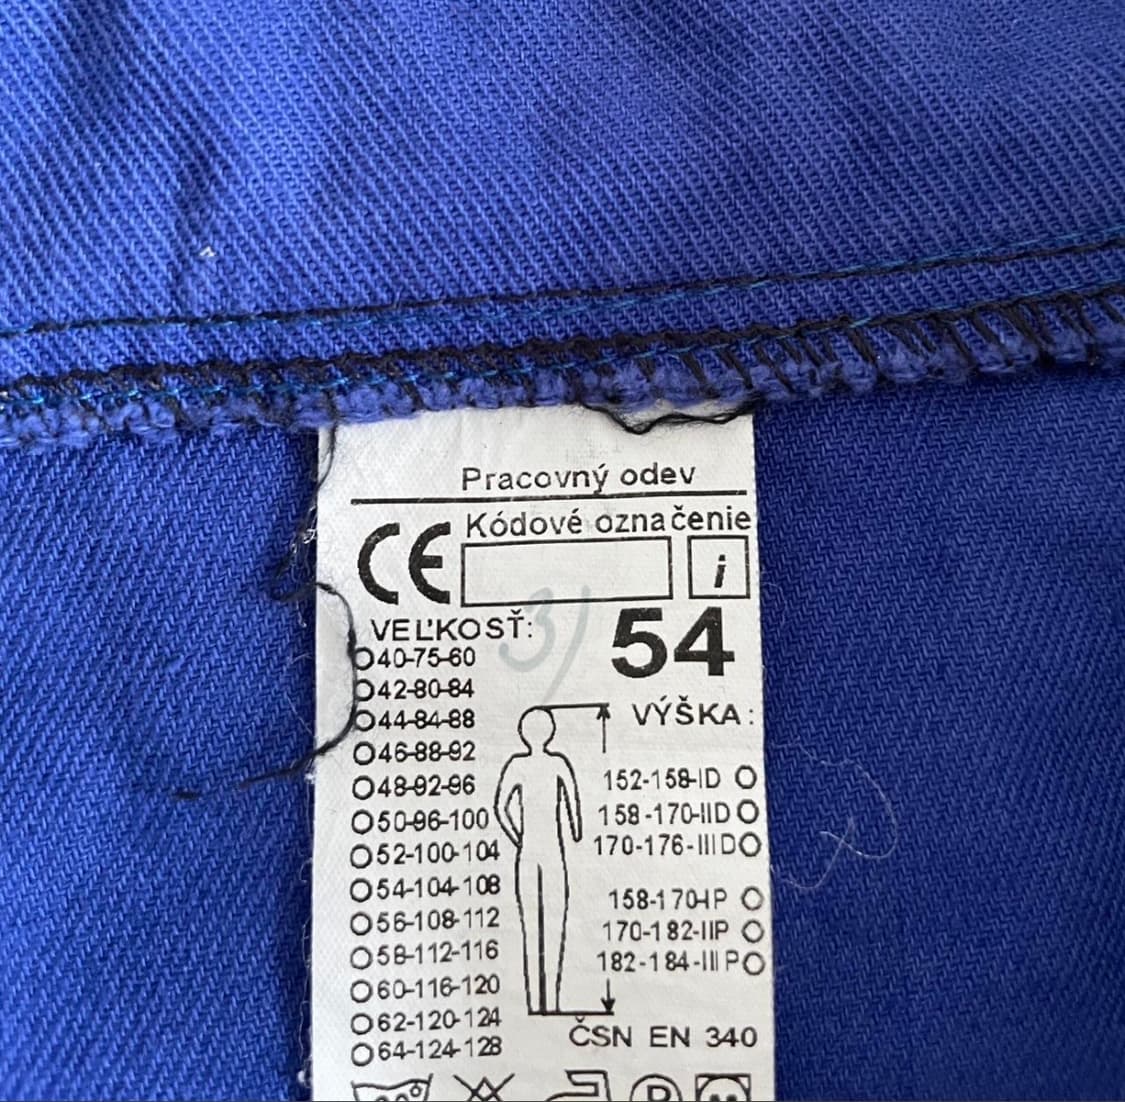 Pracovný odev
CE Kódové označenie
i
VEĽKOSŤ: 3) 54
40-75-60
42-80-84
44-84-88
46-88-92
48-92-96
50-96-100
52-100-104
54-104-108
56-108-112
58-112-116
60-116-120
62-120-124
64-124-128
VÝŠKA:
152-158-ID
158-170-IID
170-176-IIID
158-170-IP
170-182-IIP
182-184-IIIP
ČSN EN 340
P